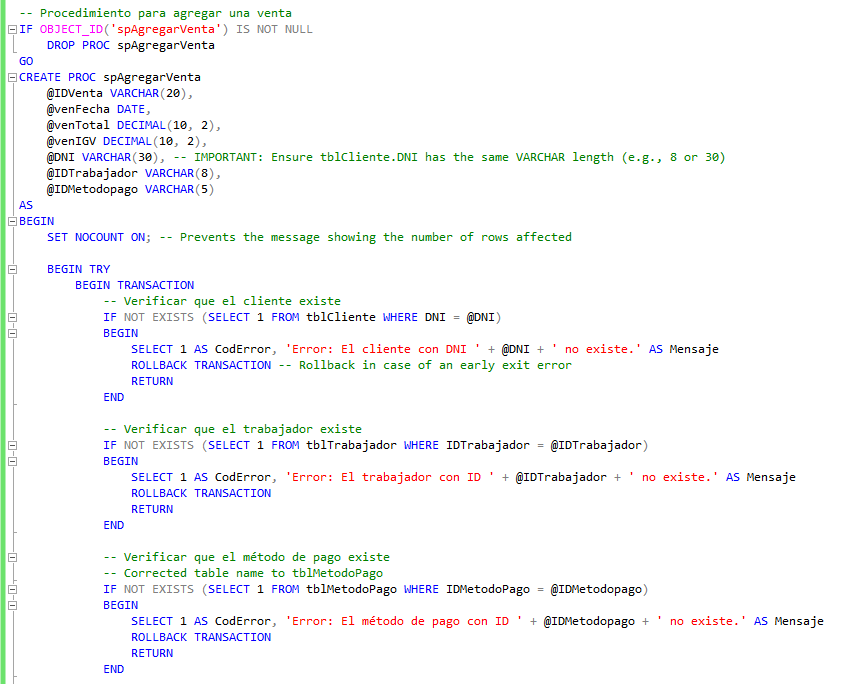 -- Procedimiento para agregar una venta
IF OBJECT_ID('spAgregarVenta') IS NOT NULL
    DROP PROC spAgregarVenta
GO
CREATE PROC spAgregarVenta
    @IDVenta VARCHAR(20),
    @venFecha DATE,
    @venTotal DECIMAL(10, 2),
    @venIGV DECIMAL(10, 2),
    @DNI VARCHAR(30), -- IMPORTANT: Ensure tblCliente.DNI has the same VARCHAR length (e.g., 8 or 30)
    @IDTrabajador VARCHAR(8),
    @IDMetodopago VARCHAR(5)
AS
BEGIN
    SET NOCOUNT ON; -- Prevents the message showing the number of rows affected
    BEGIN TRY
        BEGIN TRANSACTION
            -- Verificar que el cliente existe
            IF NOT EXISTS (SELECT 1 FROM tblCliente WHERE DNI = @DNI)
            BEGIN
                SELECT 1 AS CodError, 'Error: El cliente con DNI ' + @DNI + ' no existe.' AS Mensaje
                ROLLBACK TRANSACTION -- Rollback in case of an early exit error
                RETURN
            END
            -- Verificar que el trabajador existe
            IF NOT EXISTS (SELECT 1 FROM tblTrabajador WHERE IDTrabajador = @IDTrabajador)
            BEGIN
                SELECT 1 AS CodError, 'Error: El trabajador con ID ' + @IDTrabajador + ' no existe.' AS Mensaje
                ROLLBACK TRANSACTION
                RETURN
            END
            -- Verificar que el método de pago existe
            -- Corrected table name to tblMetodoPago
            IF NOT EXISTS (SELECT 1 FROM tblMetodoPago WHERE IDMetodoPago = @IDMetodopago)
            BEGIN
                SELECT 1 AS CodError, 'Error: El método de pago con ID ' + @IDMetodopago + ' no existe.' AS Mensaje
                ROLLBACK TRANSACTION
                RETURN
            END